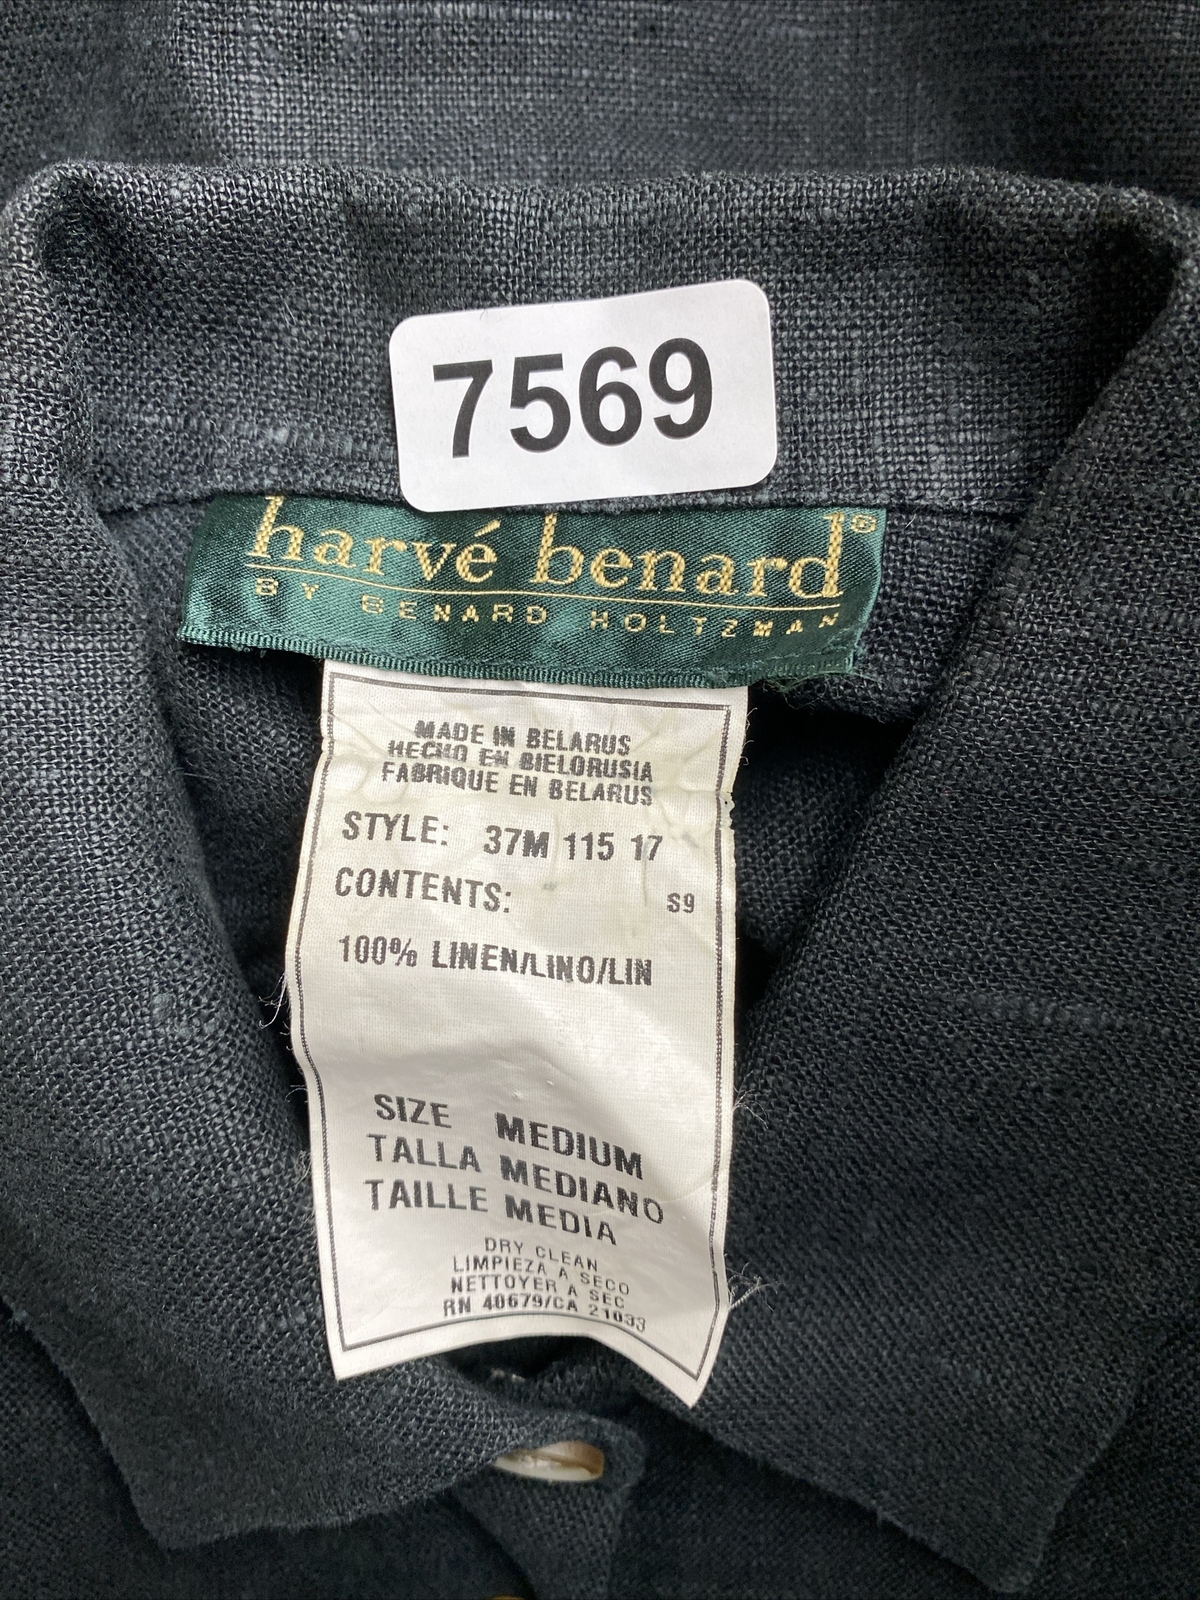 7569
harvé benard®
BY BENARD HOLTZMAN
MADE IN BELARUS
HECHO EN BIELORUSIA
FABRIQUE EN BELARUS
STYLE: 37M 115 17
CONTENTS: S9
100% LINEN/LINO/LIN
SIZE MEDIUM
TALLA MEDIANO
TAILLE MEDIA
DRY CLEAN
LIMPIEZA A SECO
NETTOYER A SEC
RN 40679/CA 21033